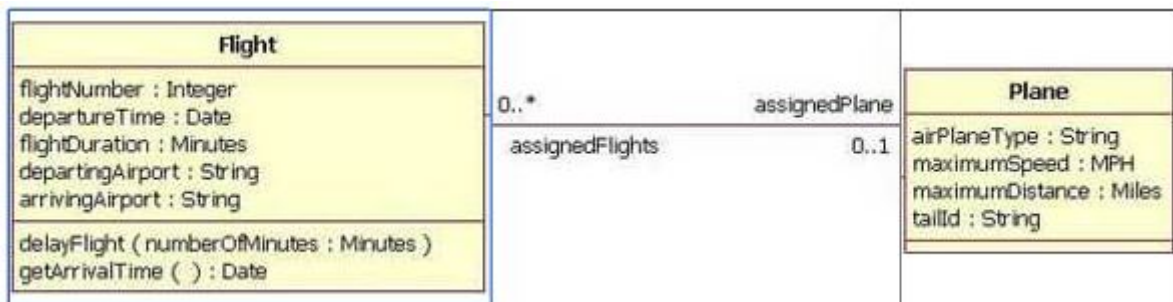 Flight
flightNumber : Integer
departureTime : Date
flightDuration : Minutes
departingAirport : String
arrivingAirport : String
delayFlight ( numberOfMinutes : Minutes )
getArrivalTime ( ) : Date
0..* assignedPlane
assignedFlights 0..1
Plane
airPlaneType : String
maximumSpeed : MPH
maximumDistance : Miles
tailId : String